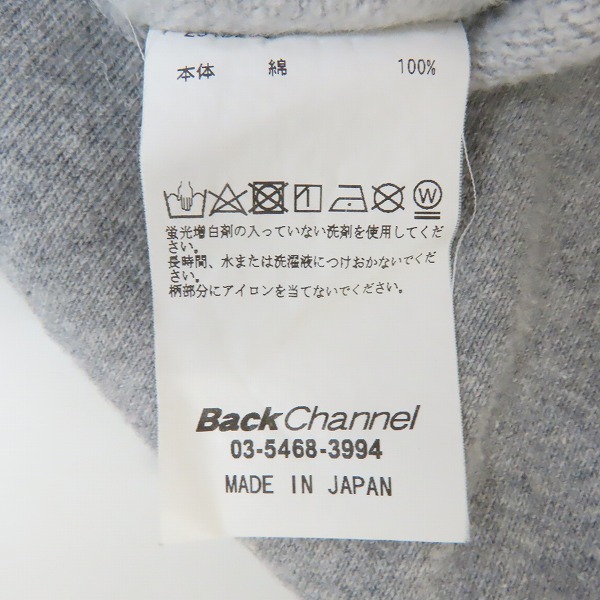 本体 綿 100%
W
蛍光増白剤の入っていない洗剤を使用してくだ
さい。
長時間、水または洗濯液につけおかないでくだ
さい。
柄部分にアイロンを当てないでください。
Back Channel
03-5468-3994
MADE IN JAPAN